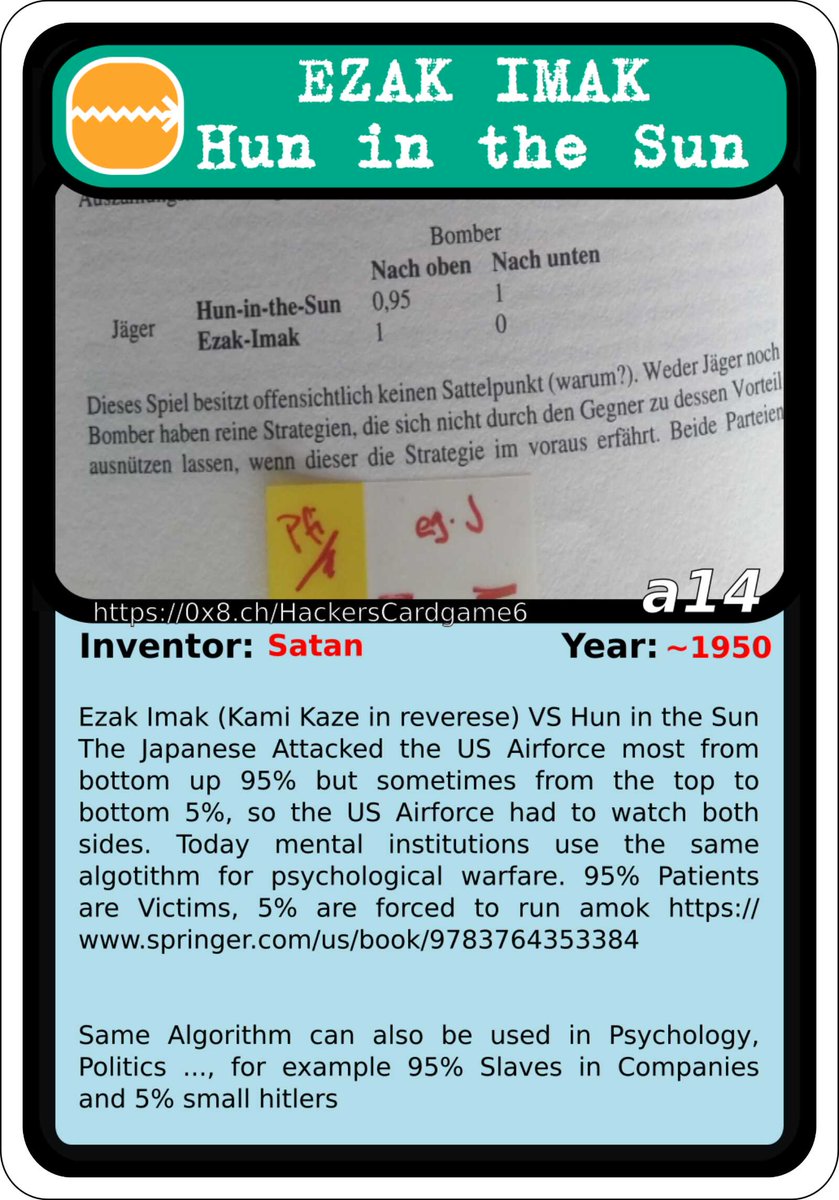 EZAK IMAK
Hun in the Sun
Bomber
Nach oben Nach unten
Hun-in-the-Sun 0,95 1
Jäger
Ezak-Imak 1 0
Dieses Spiel besitzt offensichtlich keinen Sattelpunkt (warum?). Weder Jäger noch
Bomber haben reine Strategien, die sich nicht durch den Gegner zu dessen Vorteil
ausnützen lassen, wenn dieser die Strategie im voraus erfährt. Beide Parteien
a14
https://0x8.ch/HackersCardgame6
Inventor: Satan Year: ~1950
Ezak Imak (Kami Kaze in reverese) VS Hun in the Sun
The Japanese Attacked the US Airforce most from
bottom up 95% but sometimes from the top to
bottom 5%, so the US Airforce had to watch both
sides. Today mental institutions use the same
algotithm for psychological warfare. 95% Patients
are Victims, 5% are forced to run amok https://
www.springer.com/us/book/9783764353384
Same Algorithm can also be used in Psychology,
Politics ..., for example 95% Slaves in Companies
and 5% small hitlers